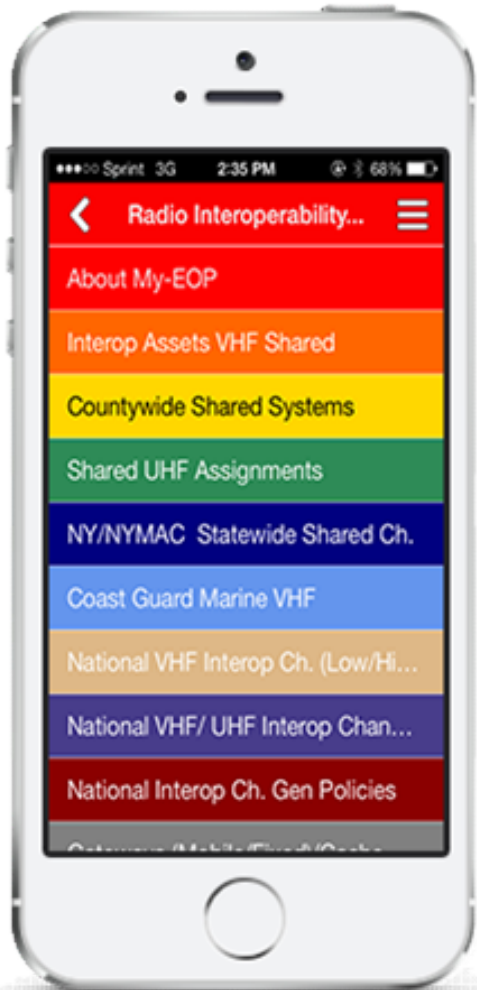 Sprint 3G 2:35 PM 68%
Radio Interoperability...
About My-EOP
Interop Assets VHF Shared
Countywide Shared Systems
Shared UHF Assignments
NY/NYMAC Statewide Shared Ch.
Coast Guard Marine VHF
National VHF Interop Ch. (Low/Hi...
National VHF/ UHF Interop Chan...
National Interop Ch. Gen Policies